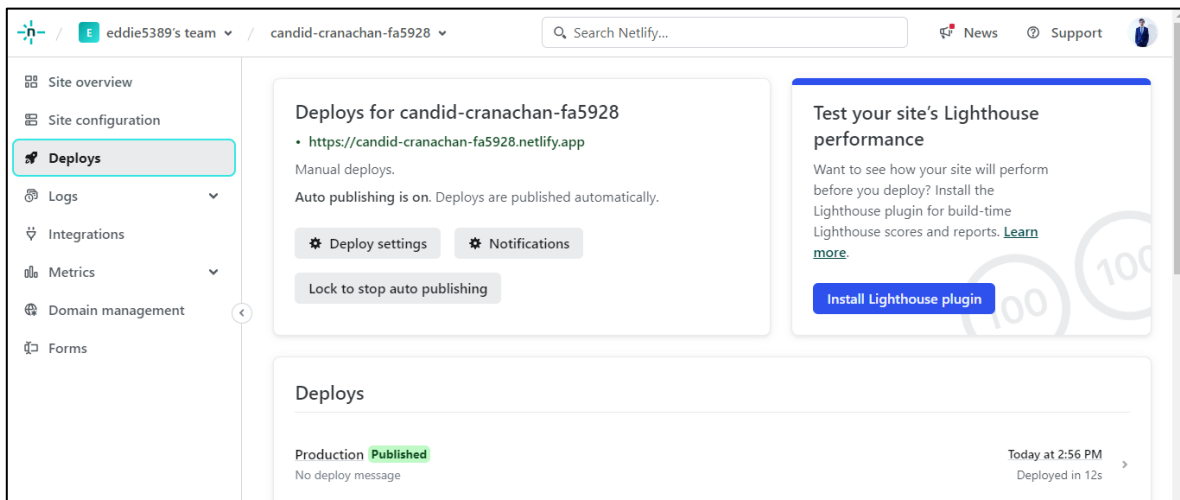 n / E eddie5389's team / candid-cranachan-fa5928
Search Netlify...
News
Support
Site overview
Site configuration
Deploys
Logs
Integrations
Metrics
Domain management
Forms
Deploys for candid-cranachan-fa5928
• https://candid-cranachan-fa5928.netlify.app
Manual deploys.
Auto publishing is on. Deploys are published automatically.
Deploy settings
Notifications
Lock to stop auto publishing
Test your site's Lighthouse
performance
Want to see how your site will perform
before you deploy? Install the
Lighthouse plugin for build-time
Lighthouse scores and reports. Learn
more.
Install Lighthouse plugin
100
100
Deploys
Production Published
No deploy message
Today at 2:56 PM
Deployed in 12s